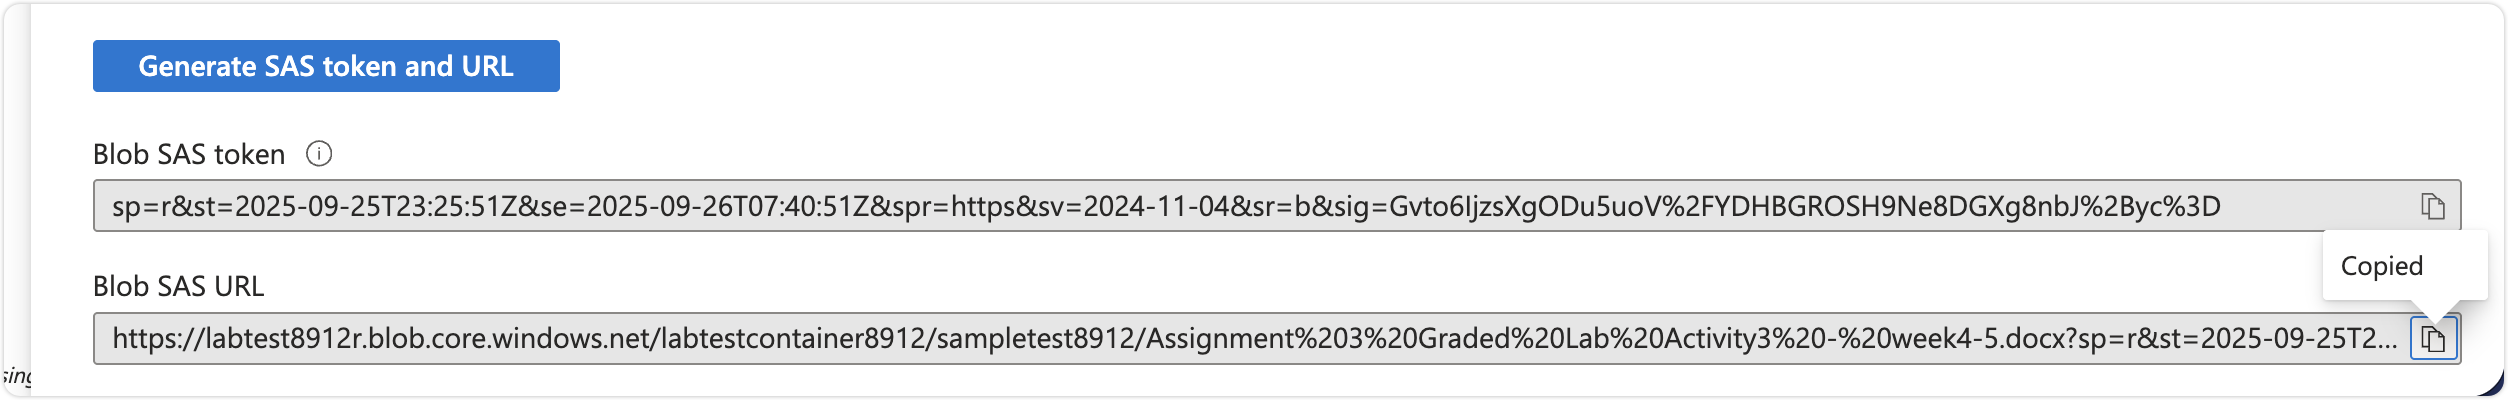 Generate SAS token and URL
Blob SAS token
sp=r&st=2025-09-25T23:25:51Z&se=2025-09-26T07:40:51Z&spr=https&sv=2024-11-04&sr=b&sig=Gvto6IjzsXgODu5uoV%2FYDHBGROSH9Ne8DGXg8nbJ%2Byc%3D
Copied
Blob SAS URL
https://labtest8912r.blob.core.windows.net/labtestcontainer8912/sampletest8912/Assignment%203%20Graded%20Lab%20Activity3%20-%20week4-5.docx?sp=r&st=2025-09-25T2...